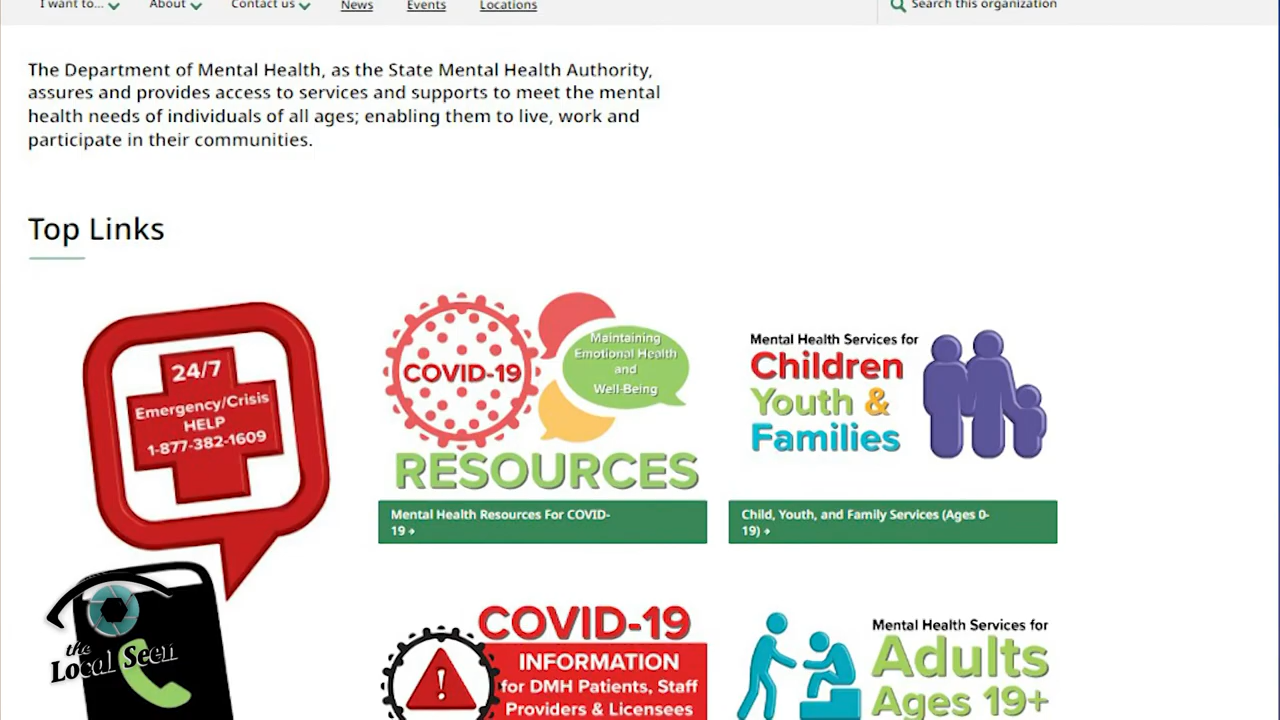 I want to...
About
Contact us
News
Events
Locations
Search this organization
The Department of Mental Health, as the State Mental Health Authority,
assures and provides access to services and supports to meet the mental
health needs of individuals of all ages; enabling them to live, work and
participate in their communities.
Top Links
24/7
Emergency/Crisis
HELP
1-877-382-1609
COVID-19
Maintaining
Emotional Health
and
Well-Being
RESOURCES
Mental Health Resources For COVID-
19
Mental Health Services for
Children
Youth &
Families
Child, Youth, and Family Services (Ages 0-
19)
COVID-19
INFORMATION
for DMH Patients, Staff
Providers & Licensees
Mental Health Services for
Adults
Ages 19+
the
Local Seen